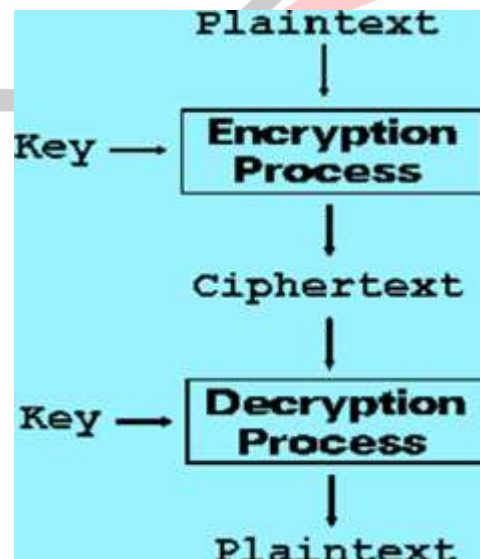 Plaintext
Key
Encryption
Process
Ciphertext
Key
Decryption
Process
Plaintext